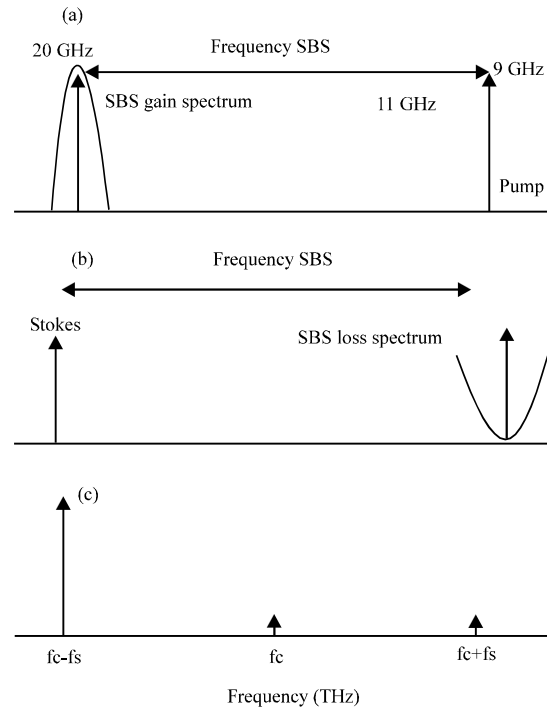 (a)
Frequency SBS
20 GHz
9 GHz
SBS gain spectrum
11 GHz
Pump
(b)
Frequency SBS
Stokes
SBS loss spectrum
(c)
fc-fs
fc
fc+fs
Frequency (THz)